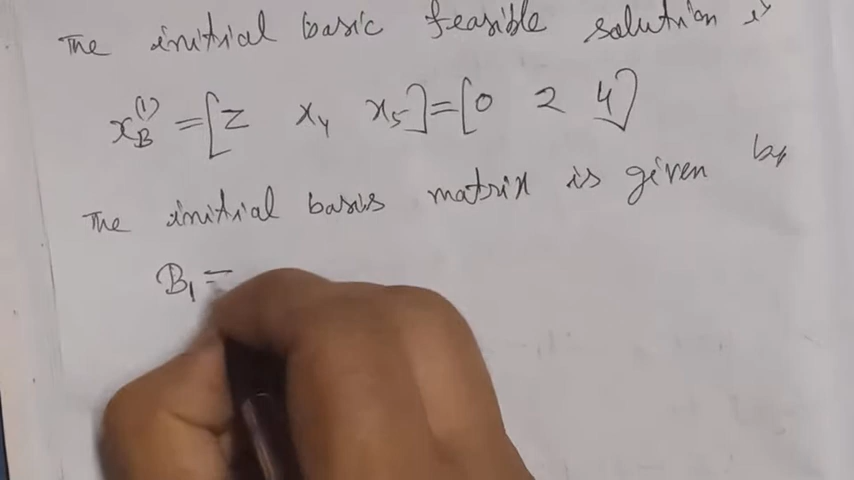 The initial basic feasible solution is
x_B^(1) = [z x_4 x_5] = [0 2 4]
The initial basis matrix is given by
B_1 =